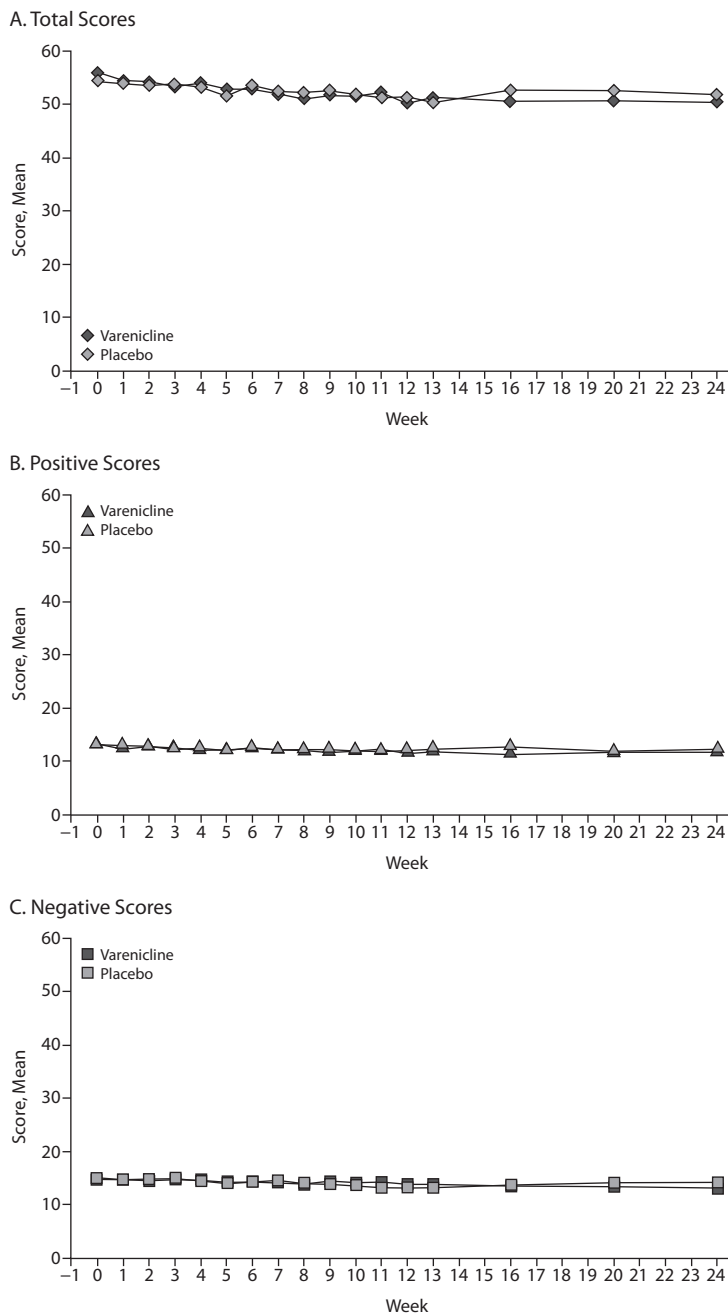 A. Total Scores
60
50
40
30
20
10
0
Score, Mean
Varenicline
Placebo
−1 0 1 2 3 4 5 6 7 8 9 10 11 12 13 14 15 16 17 18 19 20 21 22 23 24
Week
B. Positive Scores
60
50
40
30
20
10
0
Score, Mean
Varenicline
Placebo
−1 0 1 2 3 4 5 6 7 8 9 10 11 12 13 14 15 16 17 18 19 20 21 22 23 24
Week
C. Negative Scores
60
50
40
30
20
10
0
Score, Mean
Varenicline
Placebo
−1 0 1 2 3 4 5 6 7 8 9 10 11 12 13 14 15 16 17 18 19 20 21 22 23 24
Week